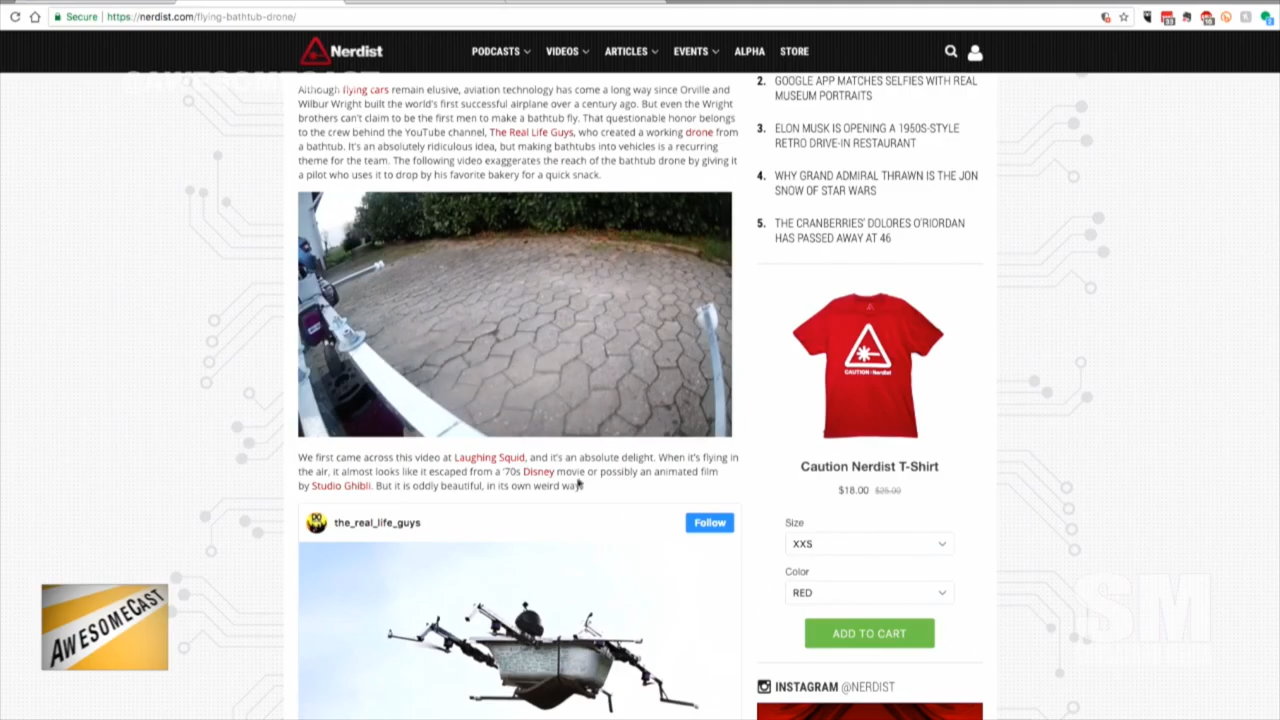 Secure
https://nerdist.com/flying-bathtub-drone/
Nerdist
PODCASTS
VIDEOS
ARTICLES
EVENTS
ALPHA
STORE
Although flying cars remain elusive, aviation technology has come a long way since Orville and
Wilbur Wright built the world's first successful airplane over a century ago. But even the Wright
brothers can't claim to be the first men to make a bathtub fly. That questionable honor belongs
to the crew behind the YouTube channel, The Real Life Guys, who created a working drone from
a bathtub. It's an absolutely ridiculous idea, but making bathtubs into vehicles is a recurring
theme for the team. The following video exaggerates the reach of the bathtub drone by giving it
a pilot who uses it to drop by his favorite bakery for a quick snack.
We first came across this video at Laughing Squid, and it's an absolute delight. When it's flying in
the air, it almost looks like it escaped from a '70s Disney movie or possibly an animated film
by Studio Ghibli. But it is oddly beautiful, in its own weird way.
the_real_life_guys
Follow
2. GOOGLE APP MATCHES SELFIES WITH REAL
MUSEUM PORTRAITS
3. ELON MUSK IS OPENING A 1950S-STYLE
RETRO DRIVE-IN RESTAURANT
4. WHY GRAND ADMIRAL THRAWN IS THE JON
SNOW OF STAR WARS
5. THE CRANBERRIES' DOLORES O'RIORDAN
HAS PASSED AWAY AT 46
CAUTION Nerdist
Caution Nerdist T-Shirt
$18.00 $25.00
Size
XXS
Color
RED
ADD TO CART
INSTAGRAM @NERDIST
AWESOMECAST
SM